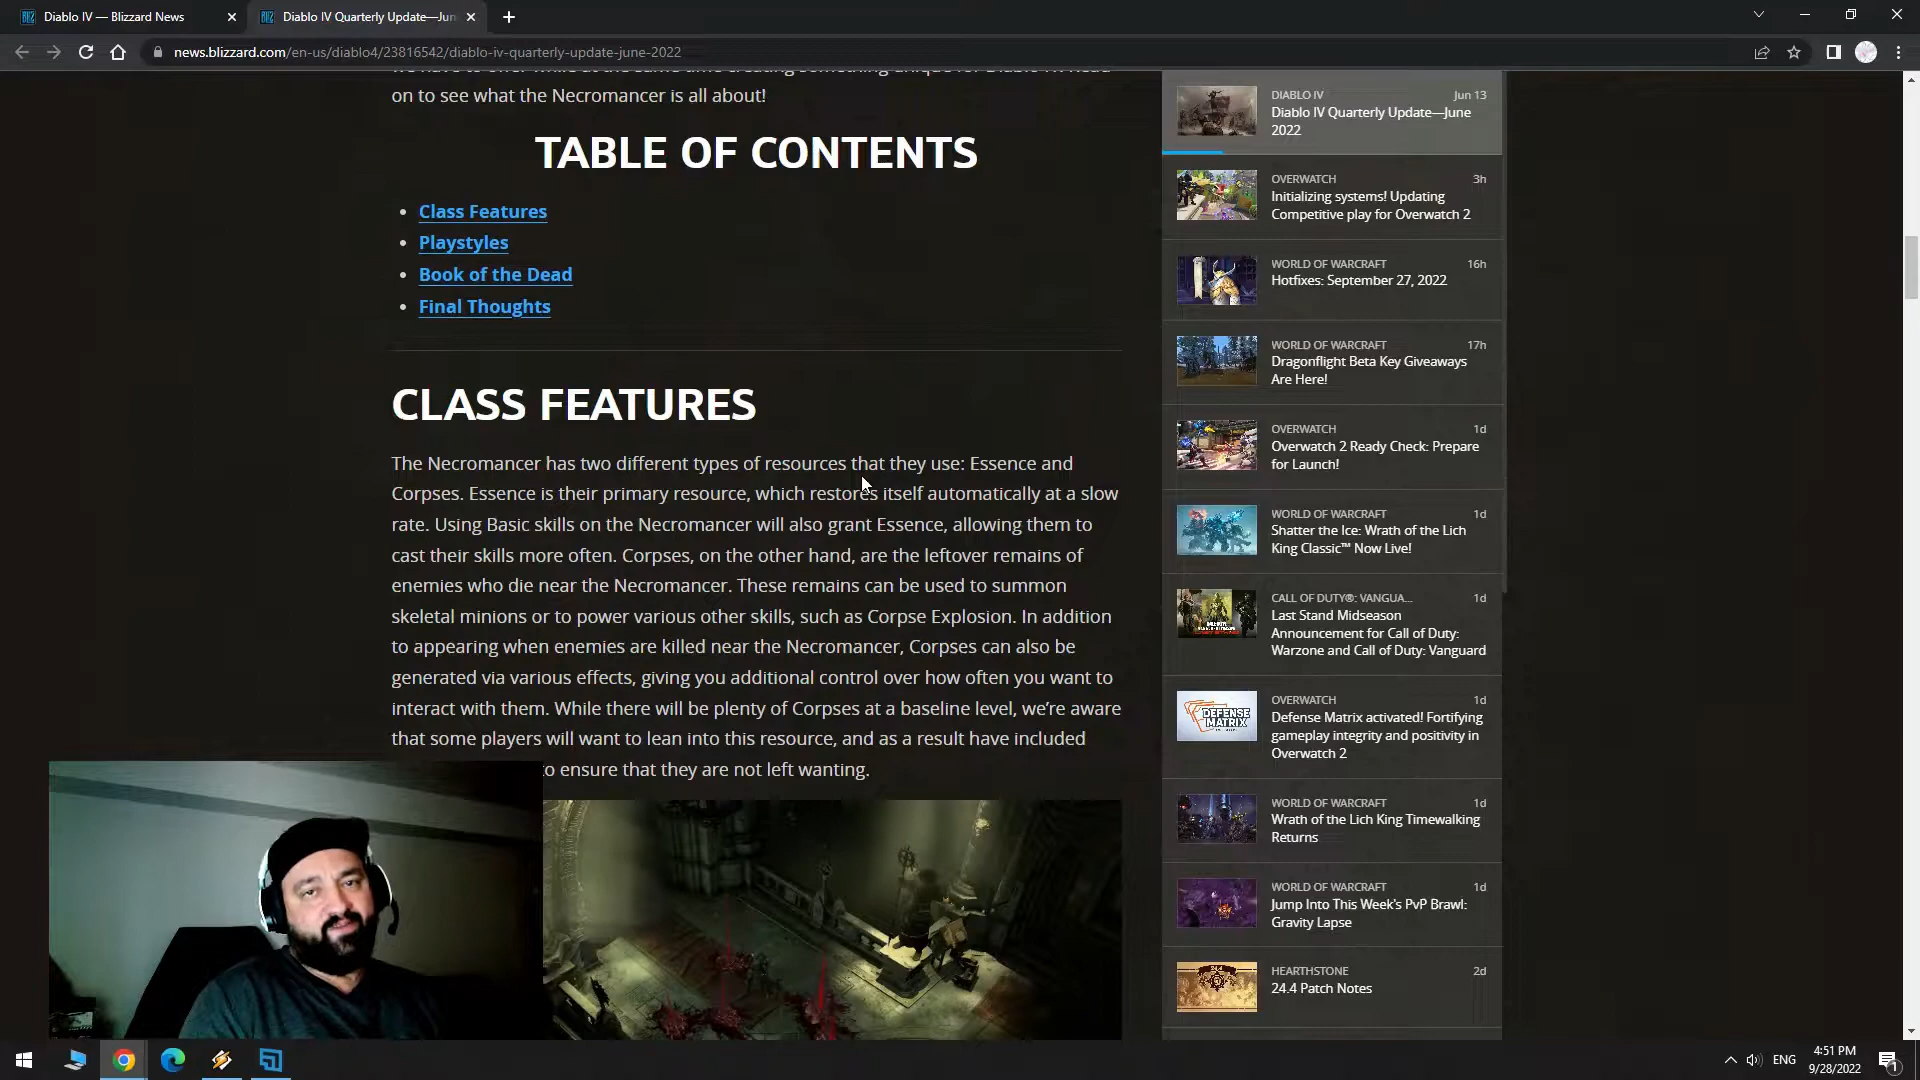 Diablo IV — Blizzard News
Diablo IV Quarterly Update—Jun
news.blizzard.com/en-us/diablo4/23816542/diablo-iv-quarterly-update-june-2022
on to see what the Necromancer is all about!
TABLE OF CONTENTS
Class Features
Playstyles
Book of the Dead
Final Thoughts
CLASS FEATURES
The Necromancer has two different types of resources that they use: Essence and
Corpses. Essence is their primary resource, which restores itself automatically at a slow
rate. Using Basic skills on the Necromancer will also grant Essence, allowing them to
cast their skills more often. Corpses, on the other hand, are the leftover remains of
enemies who die near the Necromancer. These remains can be used to summon
skeletal minions or to power various other skills, such as Corpse Explosion. In addition
to appearing when enemies are killed near the Necromancer, Corpses can also be
generated via various effects, giving you additional control over how often you want to
interact with them. While there will be plenty of Corpses at a baseline level, we’re aware
that some players will want to lean into this resource, and as a result have included
to ensure that they are not left wanting.
DIABLO IV
Jun 13
Diablo IV Quarterly Update—June
2022
OVERWATCH
3h
Initializing systems! Updating
Competitive play for Overwatch 2
WORLD OF WARCRAFT
16h
Hotfixes: September 27, 2022
WORLD OF WARCRAFT
17h
Dragonflight Beta Key Giveaways
Are Here!
OVERWATCH
1d
Overwatch 2 Ready Check: Prepare
for Launch!
WORLD OF WARCRAFT
1d
Shatter the Ice: Wrath of the Lich
King Classic™ Now Live!
CALL OF DUTY®: VANGUA...
1d
Last Stand Midseason
Announcement for Call of Duty:
Warzone and Call of Duty: Vanguard
DEFENSE
MATRIX
OVERWATCH
1d
Defense Matrix activated! Fortifying
gameplay integrity and positivity in
Overwatch 2
WORLD OF WARCRAFT
1d
Wrath of the Lich King Timewalking
Returns
WORLD OF WARCRAFT
1d
Jump Into This Week's PvP Brawl:
Gravity Lapse
24.4
HEARTHSTONE
2d
24.4 Patch Notes
ENG
4:51 PM
9/28/2022
1